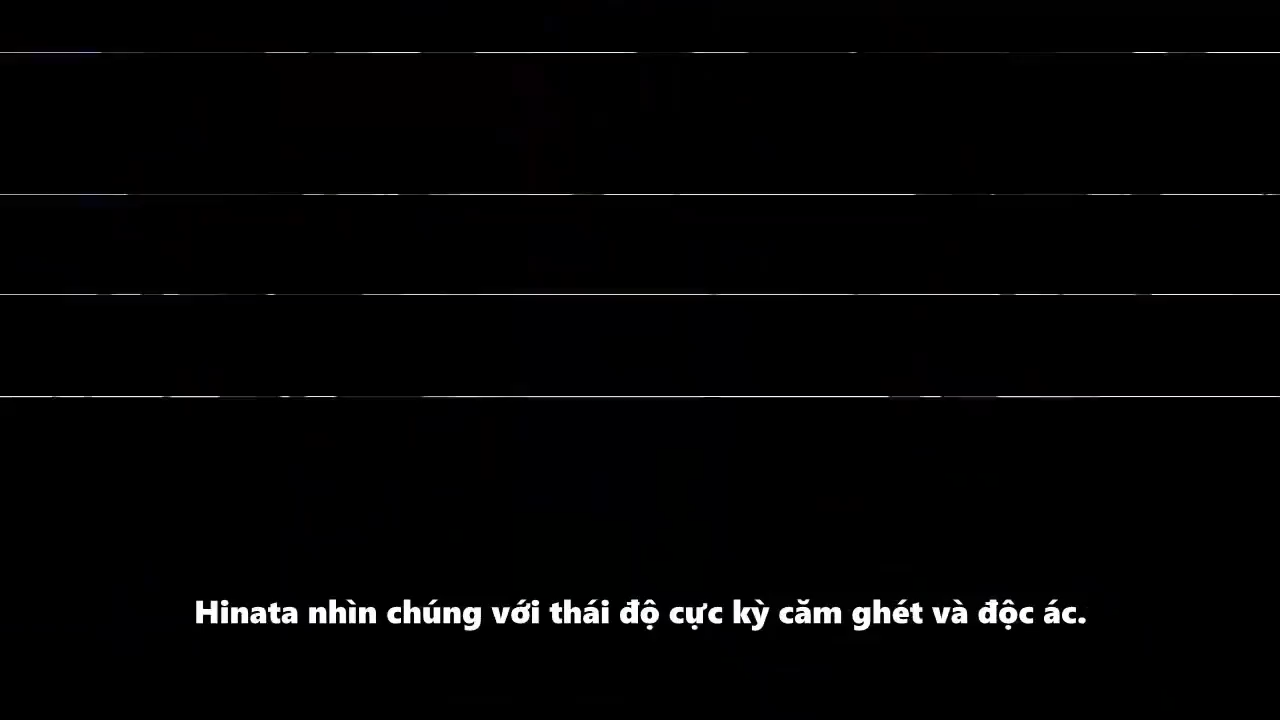 Hinata nhìn chúng với thái độ cực kỳ căm ghét và độc ác.